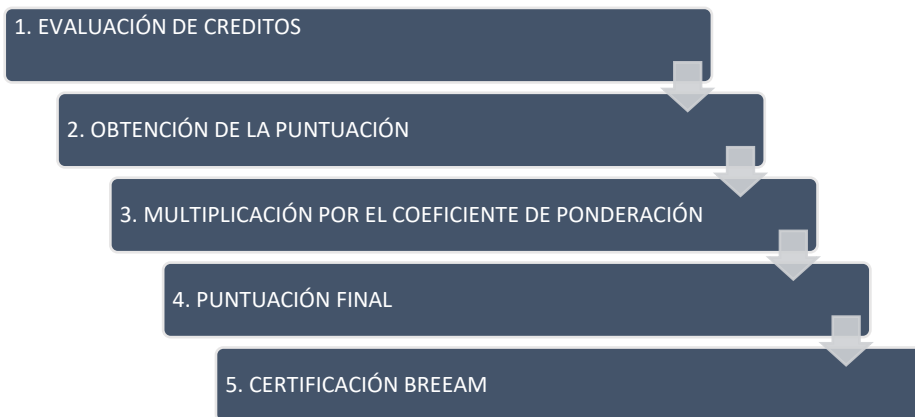 1. EVALUACIÓN DE CREDITOS
2. OBTENCIÓN DE LA PUNTUACIÓN
3. MULTIPLICACIÓN POR EL COEFICIENTE DE PONDERACIÓN
4. PUNTUACIÓN FINAL
5. CERTIFICACIÓN BREEAM